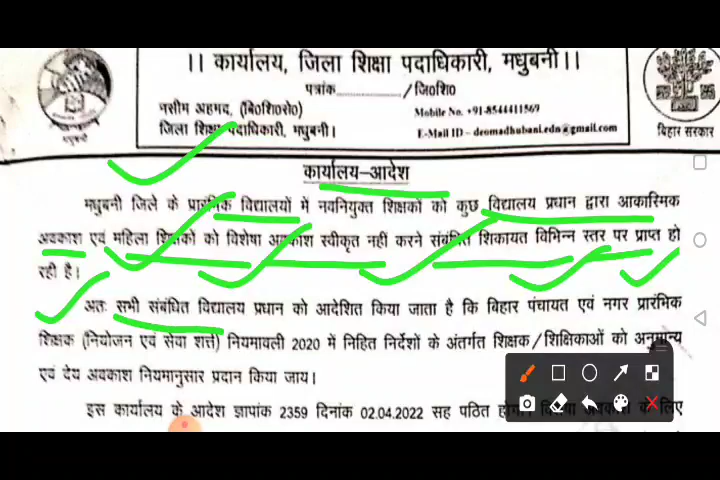 ।। कार्यालय, जिला शिक्षा पदाधिकारी, मधुबनी।।
पत्रांक............/जि०शि०
नसीम अहमद, (बि०शि०से०)
Mobile No. +91-8544411569
जिला शिक्षा पदाधिकारी, मधुबनी।
E-Mail ID – deomadhubani.edn@gmail.com
मधुबनी
बिहार सरकार
कार्यालय-आदेश
मधुबनी जिले के प्रारंभिक विद्यालयों में नवनियुक्त शिक्षकों को कुछ विद्यालय प्रधान द्वारा आकास्मिक
अवकाश एवं महिला शिक्षको को विशेषा अवकाश स्वीकृत नहीं करने संबंधित शिकायत विभिन्न स्तर पर प्राप्त हो
रही है।
अतः सभी संबंधित विद्यालय प्रधान को आदेशित किया जाता है कि बिहार पंचायत एवं नगर प्रारंभिक
शिक्षक (नियोजन एवं सेवा शर्त्त) नियमावली 2020 में निहित निर्देशों के अंतर्गत शिक्षक/शिक्षिकाओं को अनुमान्य
एवं देय अवकाश नियमानुसार प्रदान किया जाय।
इस कार्यालय के आदेश ज्ञापांक 2359 दिनांक 02.04.2022 सह पठित के लिए